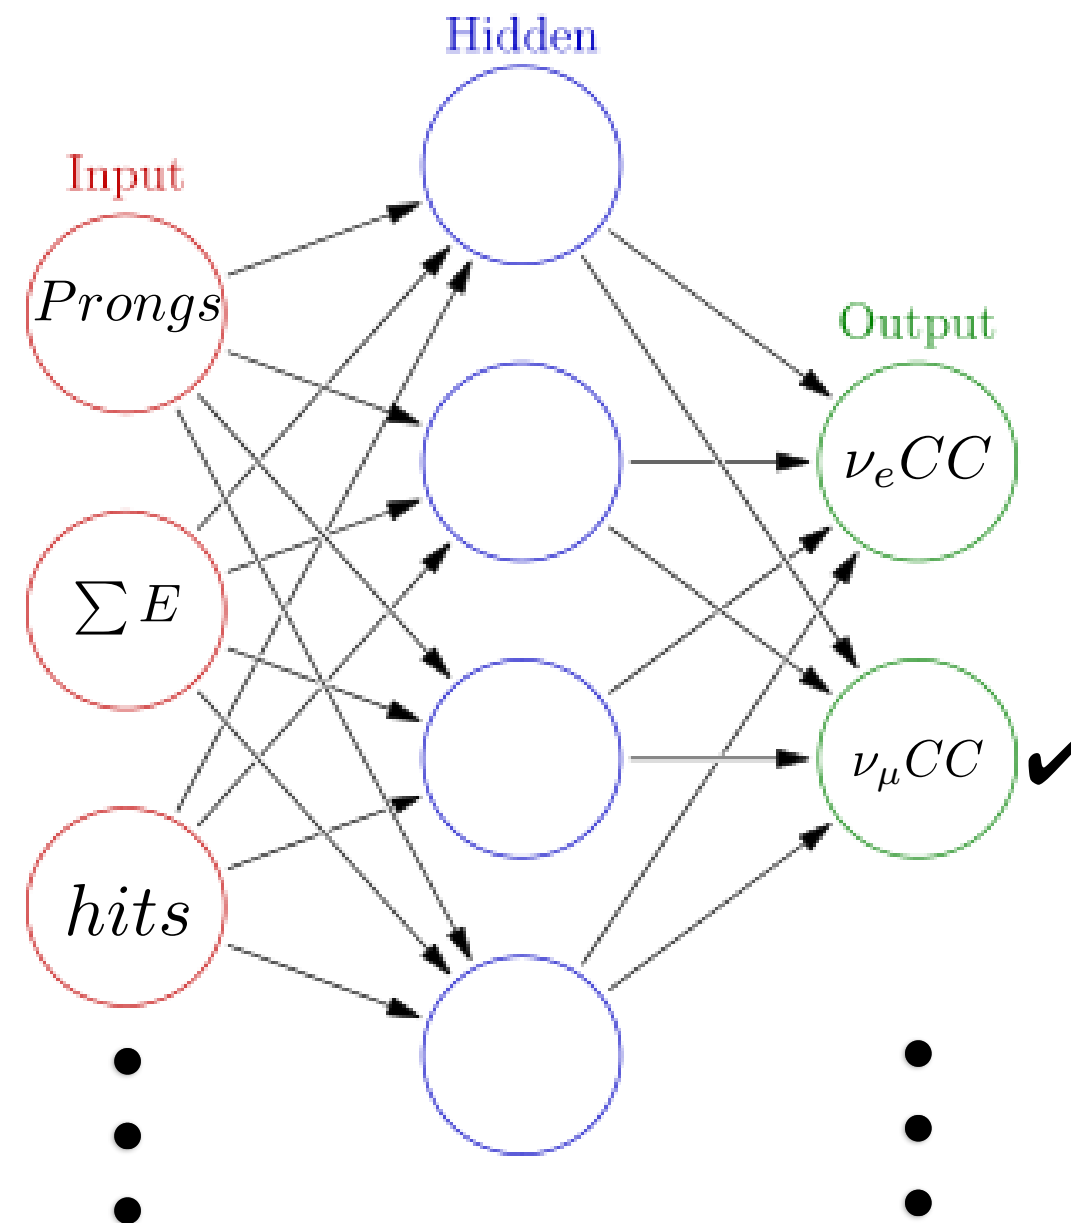 Hidden
Input
Prongs
Output
ν_eCC
∑ E
ν_μCC ✓
hits